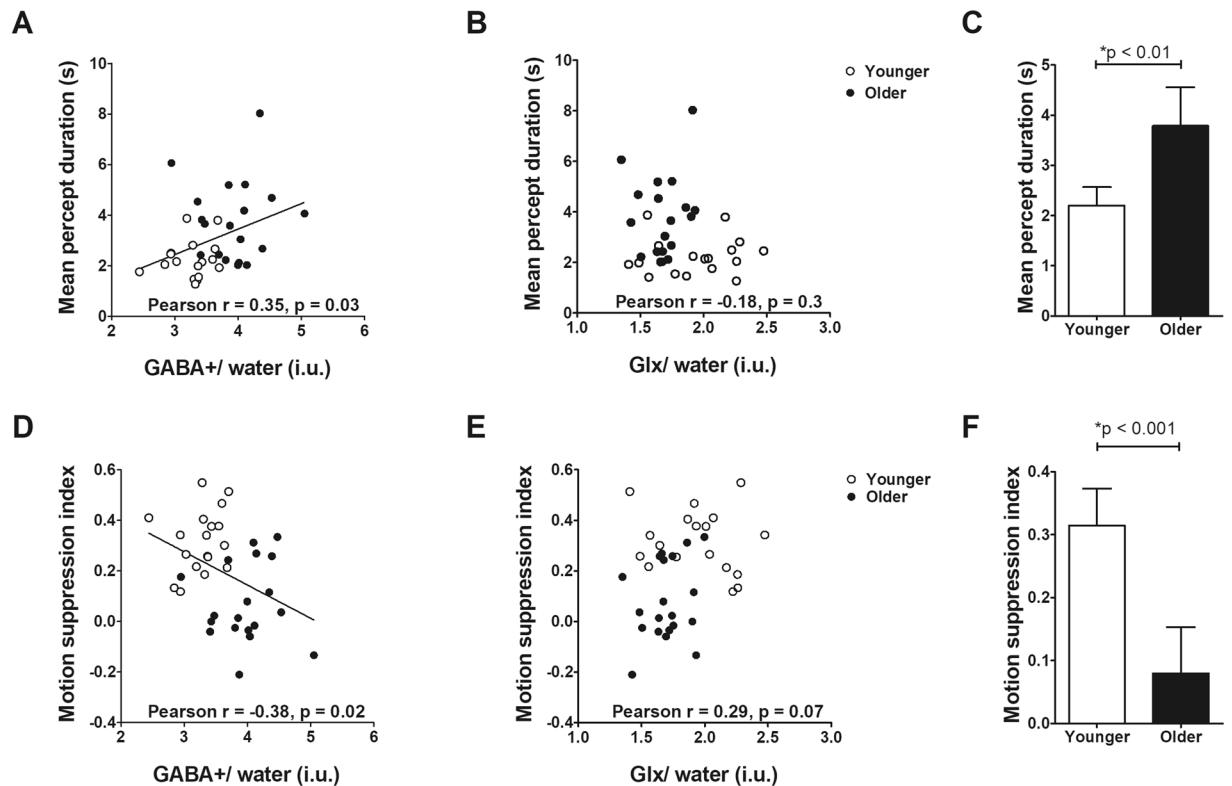 A
Mean percept duration (s)
10
8
6
4
2
0
Pearson r = 0.35, p = 0.03
2 3 4 5 6
GABA+/ water (i.u.)
B
Mean percept duration (s)
10
8
6
4
2
0
Pearson r = -0.18, p = 0.3
1.0 1.5 2.0 2.5 3.0
Glx/ water (i.u.)
Younger
Older
C
*p < 0.01
Mean percept duration (s)
5
4
3
2
1
0
Younger Older
D
Motion suppression index
0.6
0.4
0.2
0.0
-0.2
-0.4
Pearson r = -0.38, p = 0.02
2 3 4 5 6
GABA+/ water (i.u.)
E
Motion suppression index
0.6
0.4
0.2
0.0
-0.2
-0.4
Pearson r = 0.29, p = 0.07
1.0 1.5 2.0 2.5 3.0
Glx/ water (i.u.)
Younger
Older
F
*p < 0.001
Motion suppression index
0.4
0.3
0.2
0.1
0.0
Younger Older